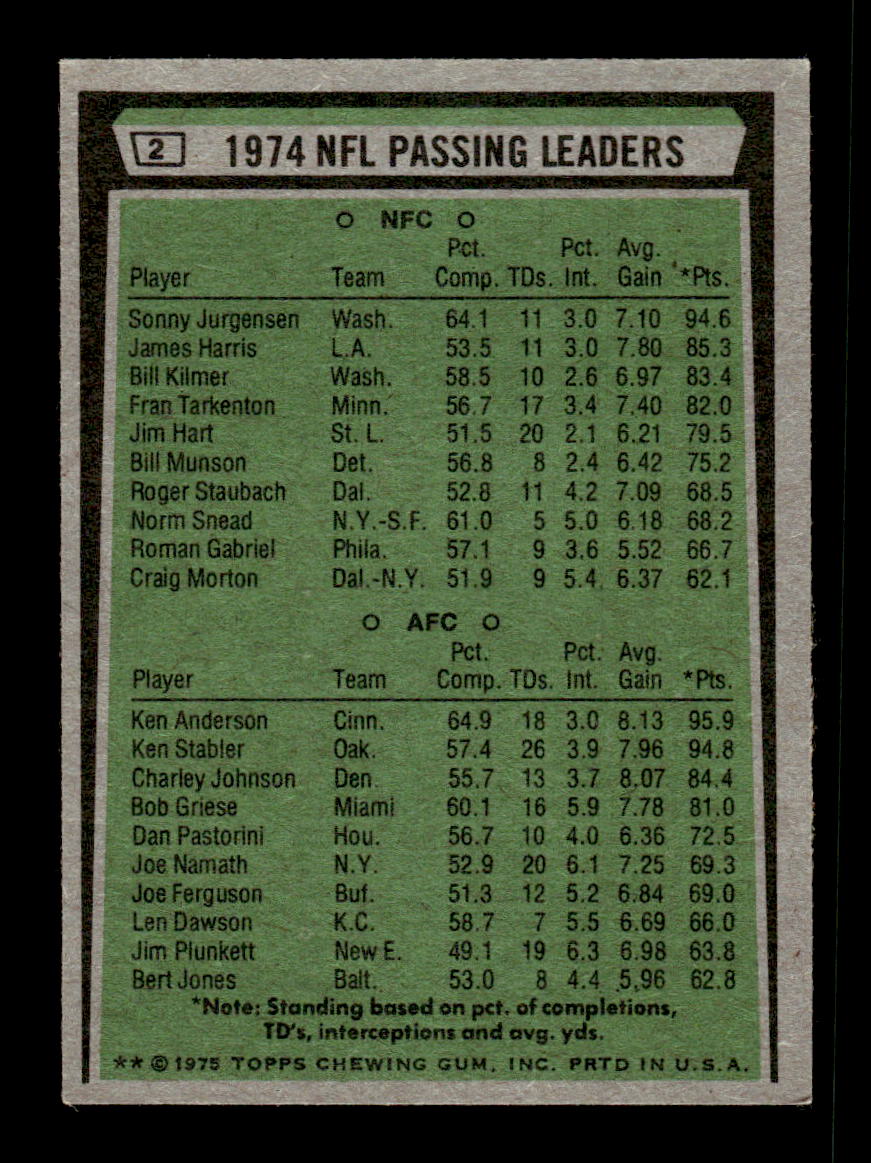 2 1974 NFL PASSING LEADERS
O NFC O
Pct. Pct. Avg.
Player Team Comp. TDs. Int. Gain *Pts.
Sonny Jurgensen Wash. 64.1 11 3.0 7.10 94.6
James Harris L.A. 53.5 11 3.0 7.80 85.3
Bill Kilmer Wash. 58.5 10 2.6 6.97 83.4
Fran Tarkenton Minn. 56.7 17 3.4 7.40 82.0
Jim Hart St. L. 51.5 20 2.1 6.21 79.5
Bill Munson Det. 56.8 8 2.4 6.42 75.2
Roger Staubach Dal. 52.8 11 4.2 7.09 68.5
Norm Snead N.Y.-S.F. 61.0 5 5.0 6.18 68.2
Roman Gabriel Phila. 57.1 9 3.6 5.52 66.7
Craig Morton Dal.-N.Y. 51.9 9 5.4 6.37 62.1
O AFC O
Pct. Pct. Avg.
Player Team Comp. TDs. Int. Gain *Pts.
Ken Anderson Cinn. 64.9 18 3.0 8.13 95.9
Ken Stabler Oak. 57.4 26 3.9 7.96 94.8
Charley Johnson Den. 55.7 13 3.7 8.07 84.4
Bob Griese Miami 60.1 16 5.9 7.78 81.0
Dan Pastorini Hou. 56.7 10 4.0 6.36 72.5
Joe Namath N.Y. 52.9 20 6.1 7.25 69.3
Joe Ferguson Buf. 51.3 12 5.2 6.84 69.0
Len Dawson K.C. 58.7 7 5.5 6.69 66.0
Jim Plunkett New E. 49.1 19 6.3 6.98 63.8
Bert Jones Balt. 53.0 8 4.4 5.96 62.8
*Note: Standing based on pct. of completions,
TD's, interceptions and avg. yds.
** © 1975 TOPPS CHEWING GUM, INC. PRTD IN U.S.A.